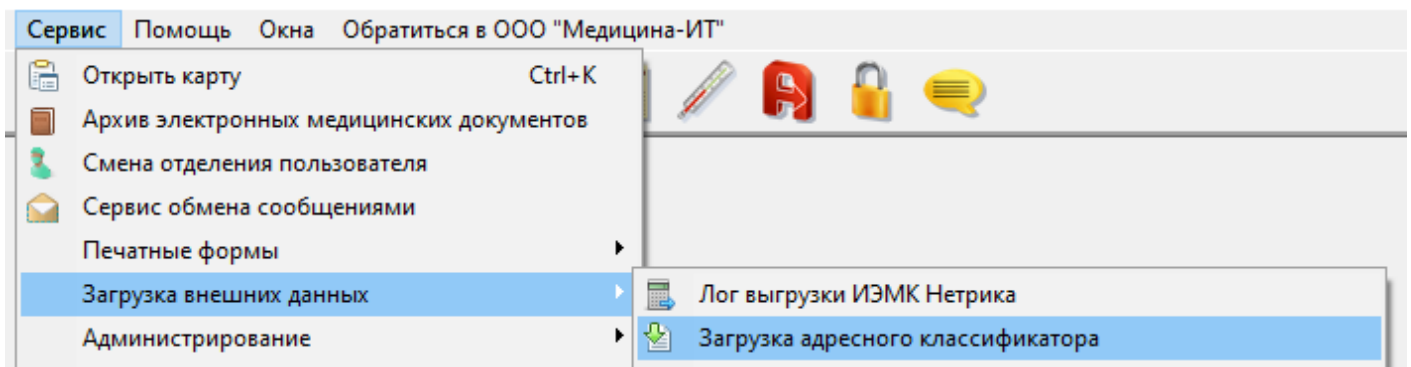 Сервис Помощь Окна Обратиться в ООО "Медицина-ИТ"
Открыть карту Ctrl+K
Архив электронных медицинских документов
Смена отделения пользователя
Сервис обмена сообщениями
Печатные формы
Загрузка внешних данных Лог выгрузки ИЭМК Нетрика
Администрирование Загрузка адресного классификатора